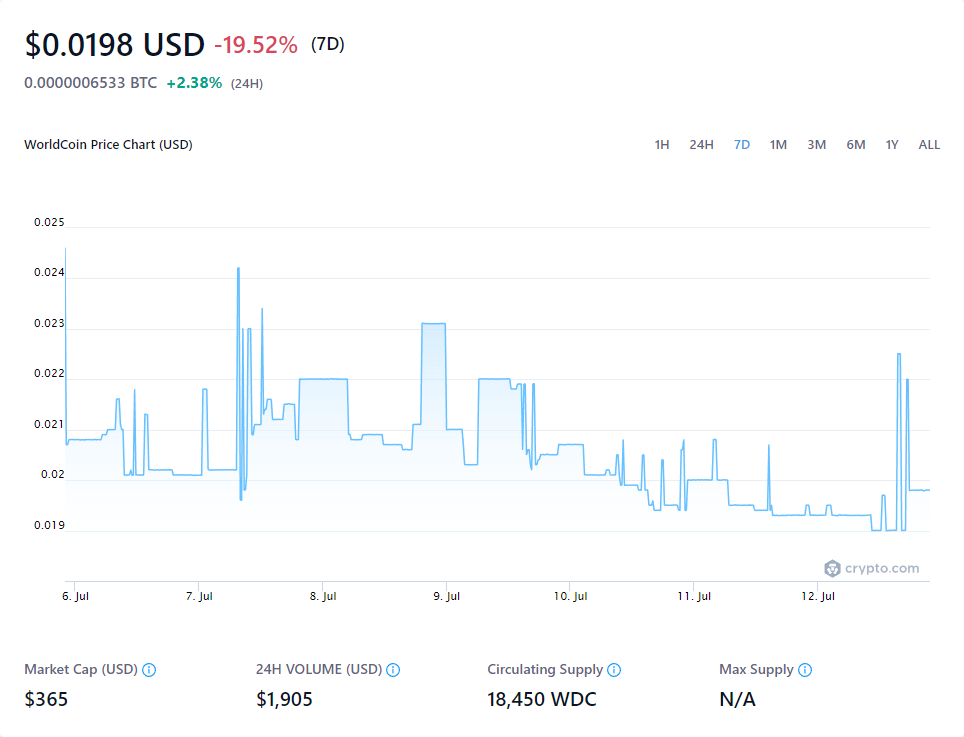 $0.0198 USD -19.52% (7D)
0.0000006533 BTC +2.38% (24H)
WorldCoin Price Chart (USD) 1H 24H 7D 1M 3M 6M 1Y ALL
0.025
0.024
0.023
0.022
0.021
0.02
0.019
crypto.com
6. Jul 7. Jul 8. Jul 9. Jul 10. Jul 11. Jul 12. Jul
Market Cap (USD) 24H VOLUME (USD) Circulating Supply Max Supply
$365 $1,905 18,450 WDC N/A